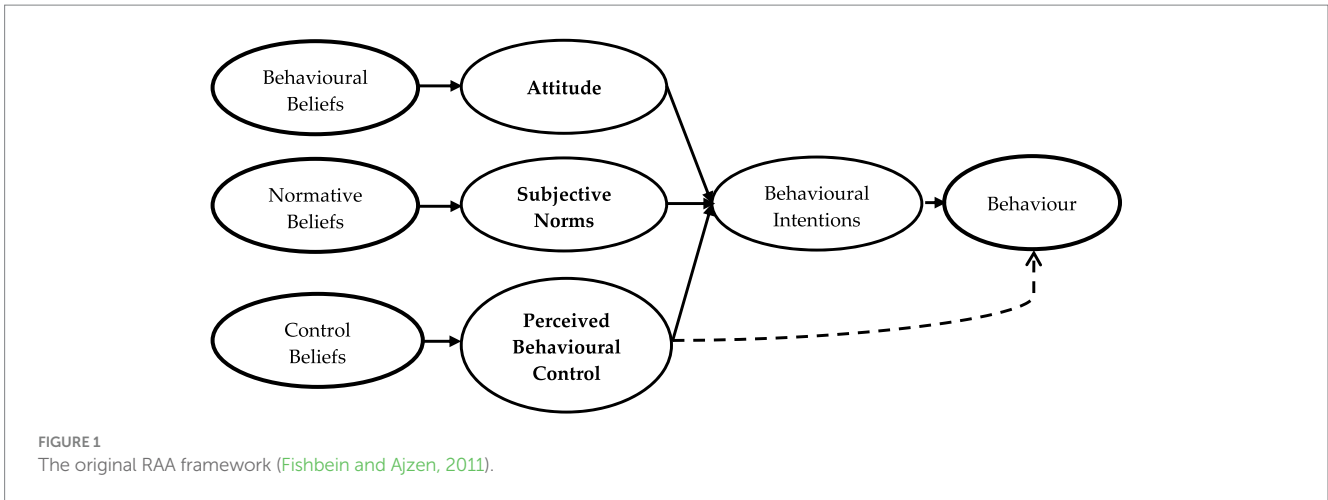 Behavioural
Beliefs
Attitude
Normative
Beliefs
Subjective
Norms
Behavioural
Intentions
Behaviour
Control
Beliefs
Perceived
Behavioural
Control
FIGURE 1
The original RAA framework (Fishbein and Ajzen, 2011).